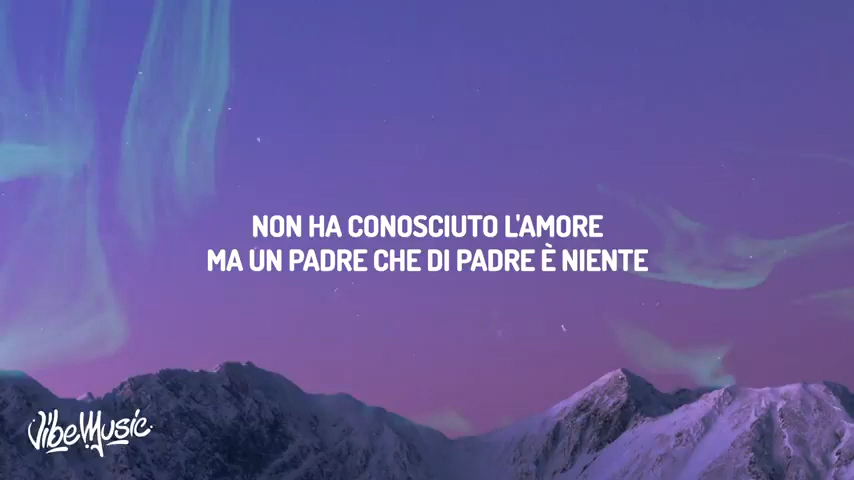 NON HA CONOSCIUTO L'AMORE
MA UN PADRE CHE DI PADRE È NIENTE
VibeMusic